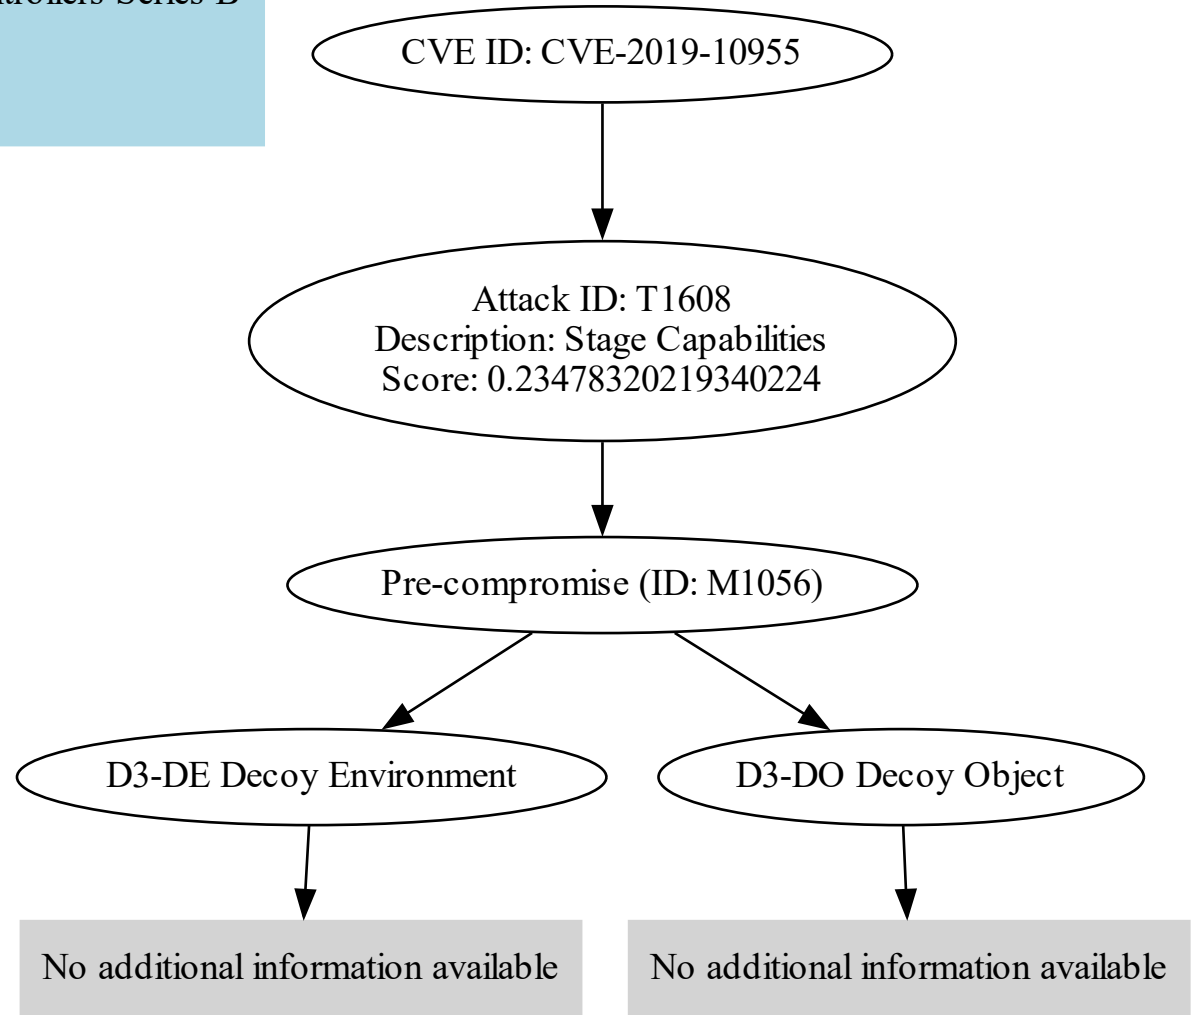 CVE ID: CVE-2019-10955
Attack ID: T1608
Description: Stage Capabilities
Score: 0.23478320219340224
Pre-compromise (ID: M1056)
D3-DE Decoy Environment
D3-DO Decoy Object
No additional information available
No additional information available